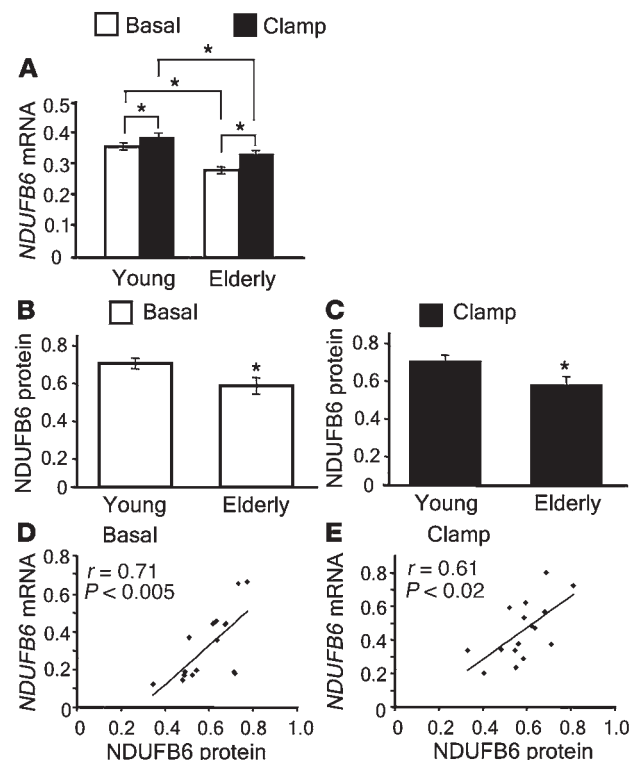 Basal Clamp
A
*
*
* *
0.5
0.4
0.3
0.2
0.1
0
NDUFB6 mRNA
Young Elderly
B
Basal
0.8
0.6
0.4
0.2
0
NDUFB6 protein
*
Young Elderly
C
Clamp
0.8
0.6
0.4
0.2
0
NDUFB6 protein
*
Young Elderly
D
Basal
r = 0.71
P < 0.005
0.8
0.6
0.4
0.2
0
NDUFB6 mRNA
0 0.2 0.4 0.6 0.8 1.0
NDUFB6 protein
E
Clamp
r = 0.61
P < 0.02
0.8
0.6
0.4
0.2
0
NDUFB6 mRNA
0 0.2 0.4 0.6 0.8 1.0
NDUFB6 protein